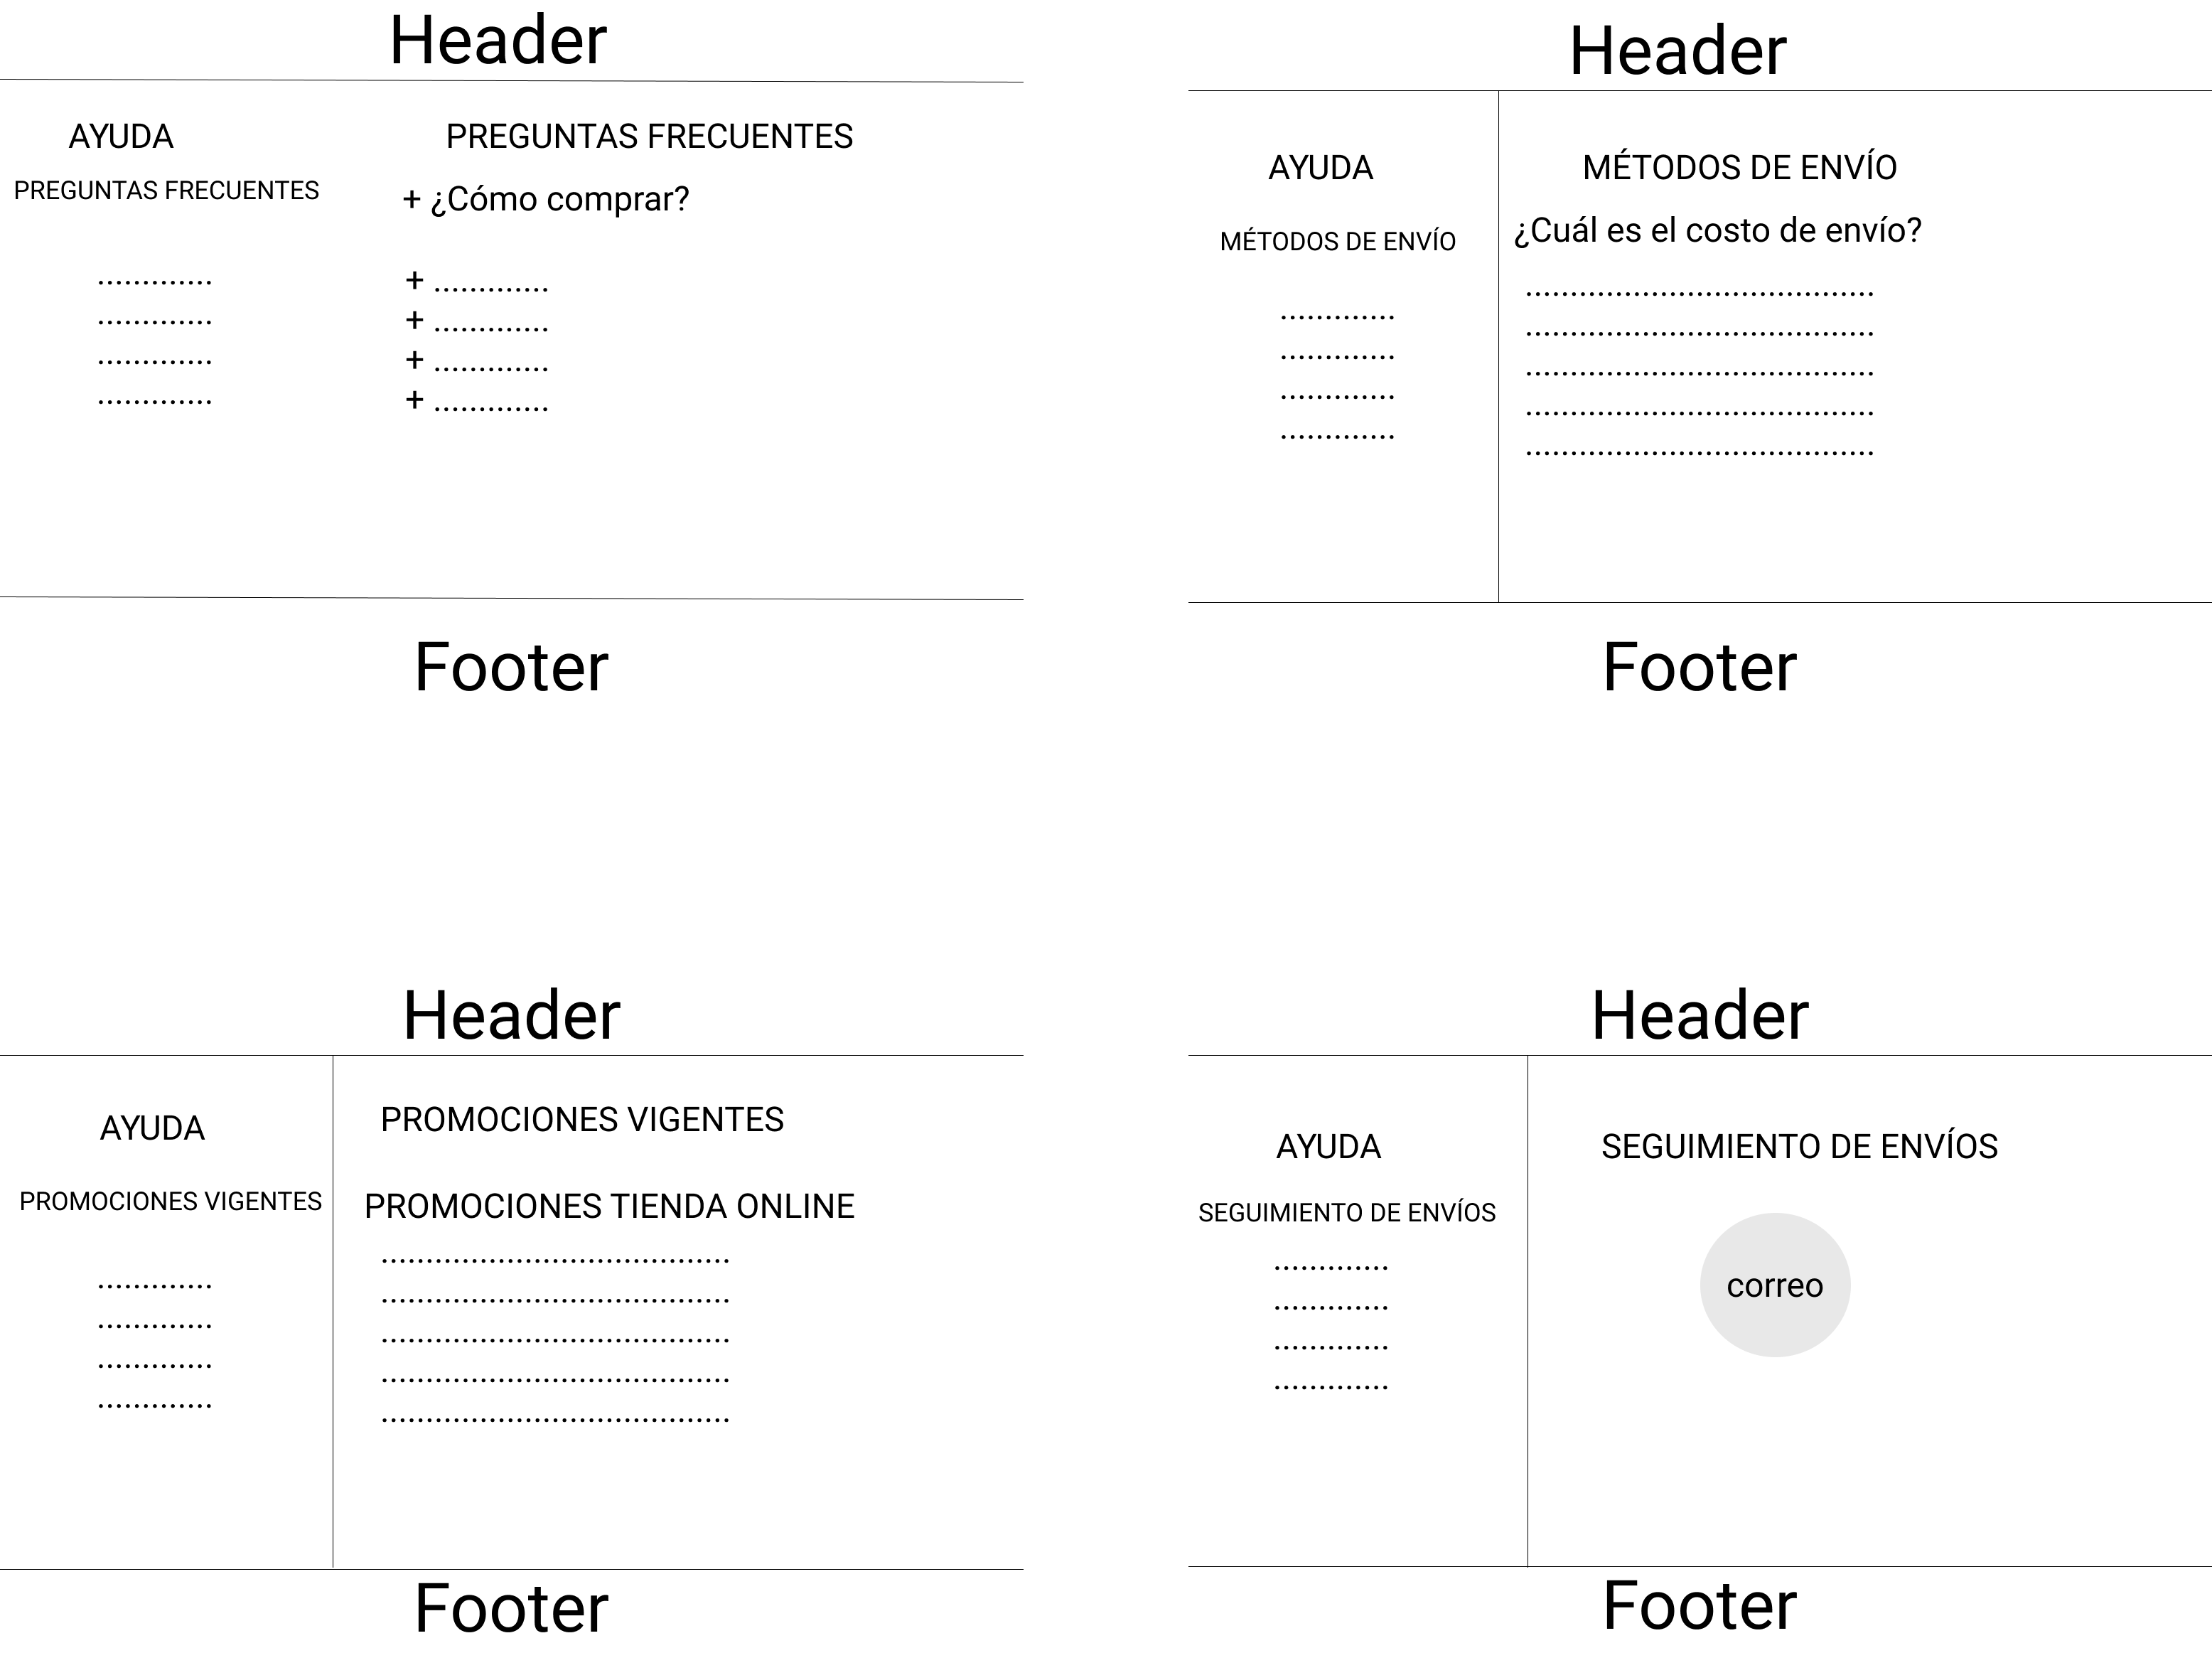 Header
AYUDA
PREGUNTAS FRECUENTES
.............
.............
.............
.............
PREGUNTAS FRECUENTES
+ ¿Cómo comprar?
+ .............
+ .............
+ .............
+ .............
Footer
Header
AYUDA
MÉTODOS DE ENVÍO
.............
.............
.............
.............
MÉTODOS DE ENVÍO
¿Cuál es el costo de envío?
.......................................
.......................................
.......................................
.......................................
.......................................
Footer
Header
AYUDA
PROMOCIONES VIGENTES
.............
.............
.............
.............
PROMOCIONES VIGENTES
PROMOCIONES TIENDA ONLINE
.......................................
.......................................
.......................................
.......................................
.......................................
Footer
Header
AYUDA
SEGUIMIENTO DE ENVÍOS
.............
.............
.............
.............
SEGUIMIENTO DE ENVÍOS
correo
Footer